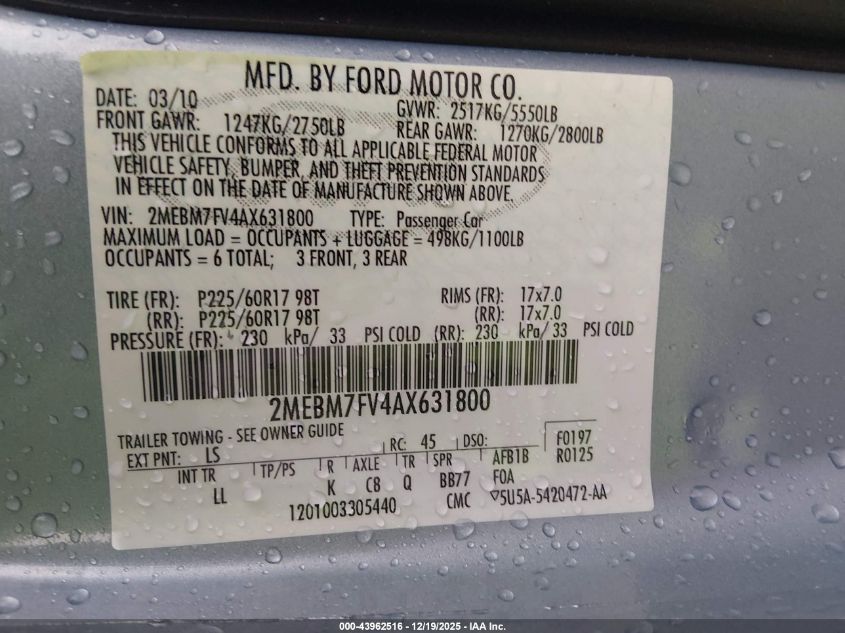 MFD. BY FORD MOTOR CO.
DATE: 03/10 GVWR: 2517KG/5550LB
FRONT GAWR: 1247KG/2750LB REAR GAWR: 1270KG/2800LB
THIS VEHICLE CONFORMS TO ALL APPLICABLE FEDERAL MOTOR
VEHICLE SAFETY, BUMPER, AND THEFT PREVENTION STANDARDS
IN EFFECT ON THE DATE OF MANUFACTURE SHOWN ABOVE.
VIN: 2MEBM7FV4AX631800 TYPE: Passenger Car
MAXIMUM LOAD = OCCUPANTS + LUGGAGE = 498KG/1100LB
OCCUPANTS = 6 TOTAL; 3 FRONT, 3 REAR
TIRE (FR): P225/60R17 98T RIMS (FR): 17x7.0
(RR): P225/60R17 98T (RR): 17x7.0
PRESSURE (FR): 230 kPa/ 33 PSI COLD (RR): 230 kPa/ 33 PSI COLD
2MEBM7FV4AX631800
TRAILER TOWING - SEE OWNER GUIDE
EXT PNT: LS RC: 45 DSO: F0197
R0125
INT TR TP/PS R AXLE TR SPR AFB1B
LL K C8 Q BB77 FOA
1201003305440 CMC ▽5U5A-5420472-AA
000-43962516 - 12/19/2025 - IAA Inc.